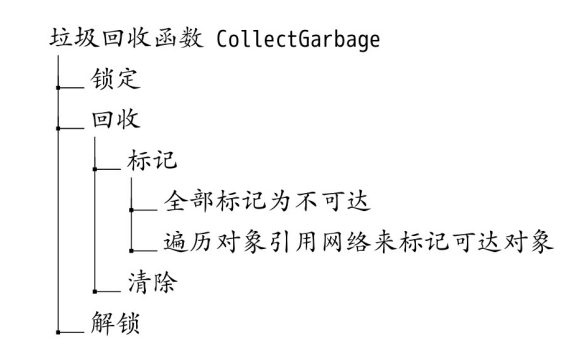 垃圾回收函数 CollectGarbage
锁定
回收
标记
全部标记为不可达
遍历对象引用网络来标记可达对象
清除
解锁